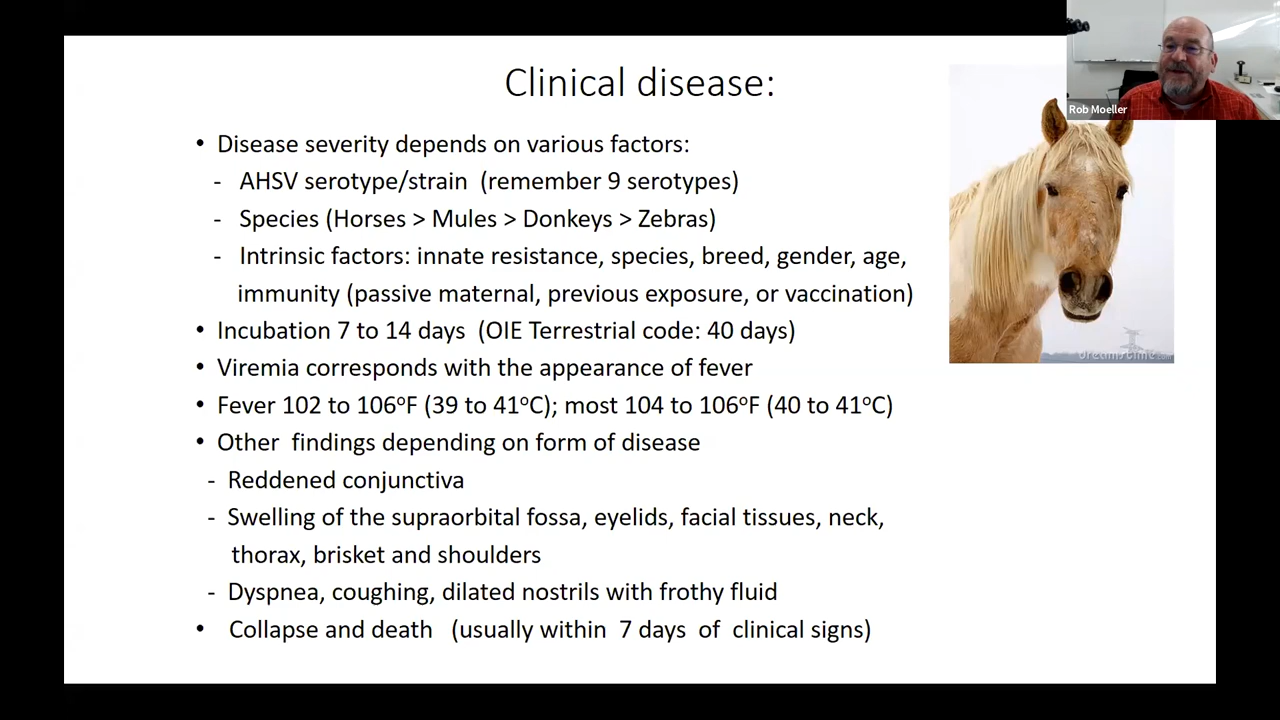 Clinical disease:
• Disease severity depends on various factors:
- AHSV serotype/strain (remember 9 serotypes)
- Species (Horses > Mules > Donkeys > Zebras)
- Intrinsic factors: innate resistance, species, breed, gender, age,
immunity (passive maternal, previous exposure, or vaccination)
• Incubation 7 to 14 days (OIE Terrestrial code: 40 days)
• Viremia corresponds with the appearance of fever
• Fever 102 to 106ºF (39 to 41ºC); most 104 to 106ºF (40 to 41ºC)
• Other findings depending on form of disease
- Reddened conjunctiva
- Swelling of the supraorbital fossa, eyelids, facial tissues, neck,
thorax, brisket and shoulders
- Dyspnea, coughing, dilated nostrils with frothy fluid
• Collapse and death (usually within 7 days of clinical signs)
Rob Moeller
dreamstime